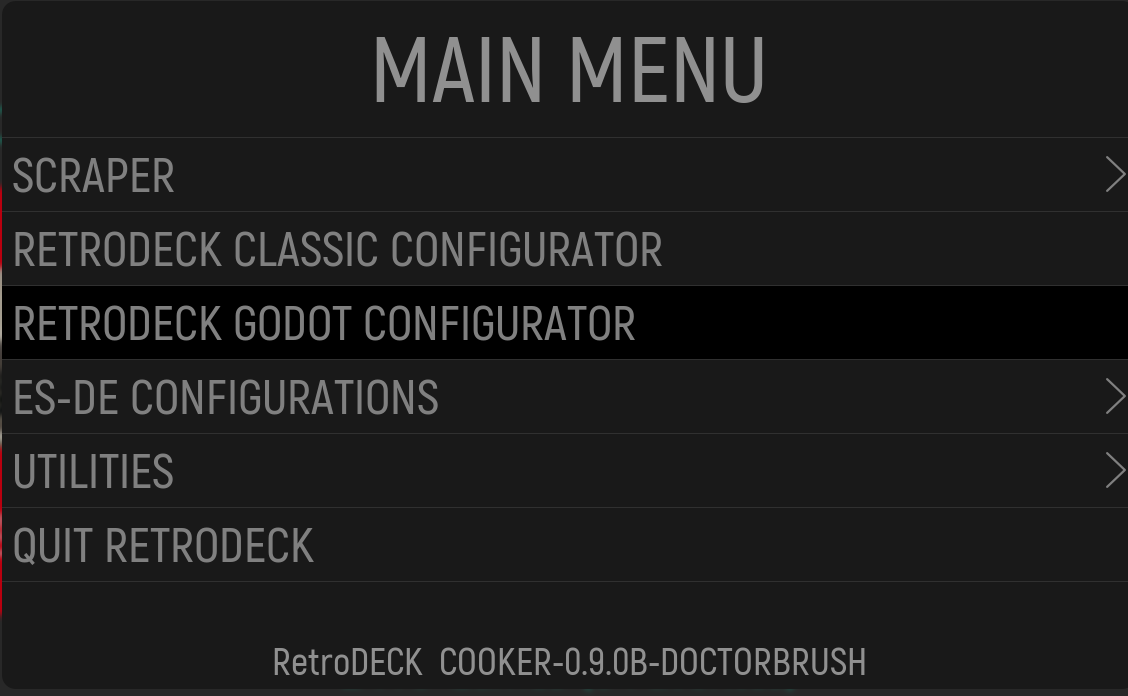 MAIN MENU
SCRAPER
RETRODECK CLASSIC CONFIGURATOR
RETRODECK GODOT CONFIGURATOR
ES-DE CONFIGURATIONS
UTILITIES
QUIT RETRODECK
RetroDECK COOKER-0.9.0B-DOCTORBRUSH